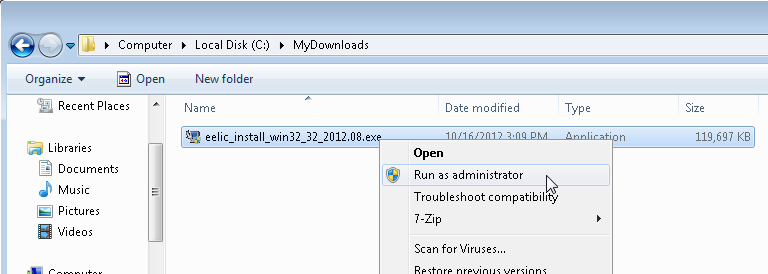 Computer Local Disk (C:) MyDownloads
Organize Open New folder
Recent Places
Libraries
Documents
Music
Pictures
Videos
Computer
Name Date modified Type Size
eelic_install_win32_32_2012.08.exe 10/16/2012 3:09 PM Application 119,697 KB
Open
Run as administrator
Troubleshoot compatibility
7-Zip
Scan for Viruses...
Restore previous versions